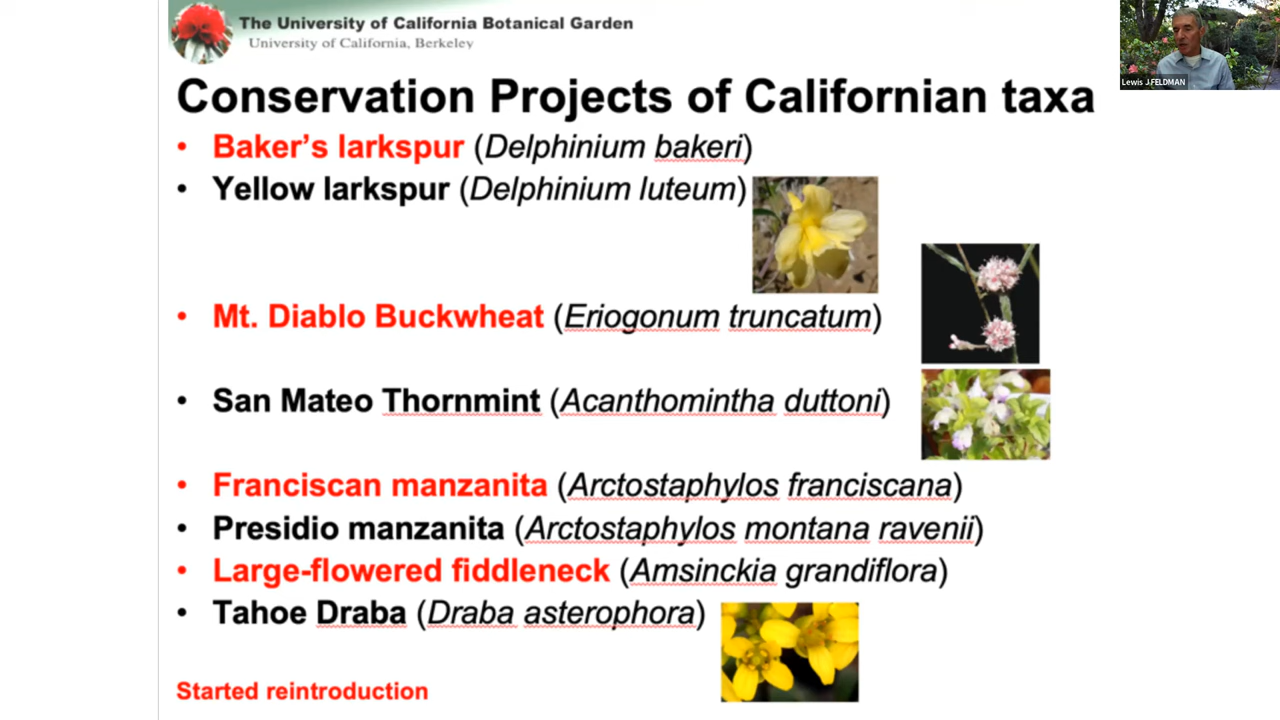 The University of California Botanical Garden
University of California, Berkeley
Lewis J.FELDMAN
Conservation Projects of Californian taxa
• Baker's larkspur (Delphinium bakeri)
• Yellow larkspur (Delphinium luteum)
• Mt. Diablo Buckwheat (Eriogonum truncatum)
• San Mateo Thornmint (Acanthomintha duttoni)
• Franciscan manzanita (Arctostaphylos franciscana)
• Presidio manzanita (Arctostaphylos montana ravenii)
• Large-flowered fiddleneck (Amsinckia grandiflora)
• Tahoe Draba (Draba asterophora)
Started reintroduction